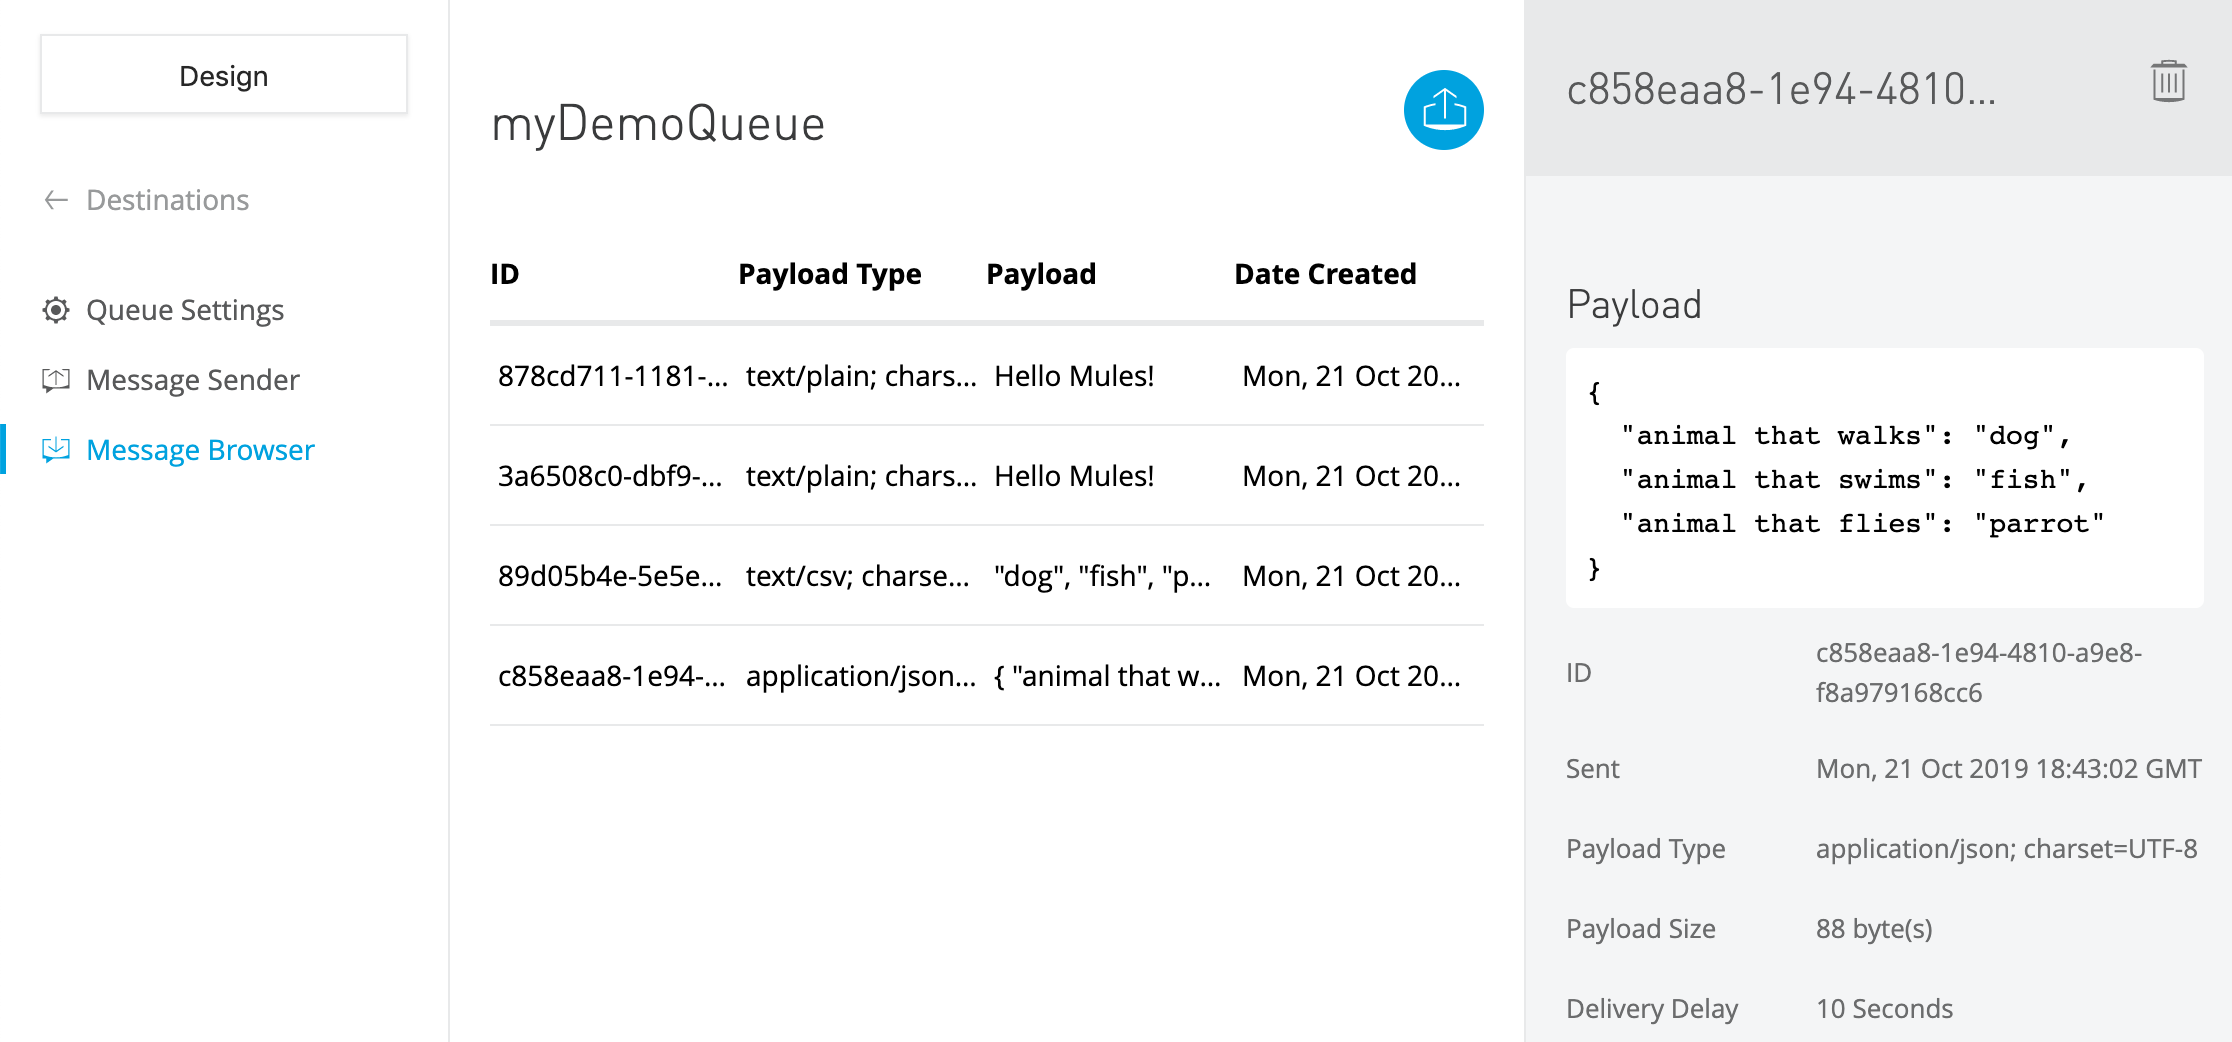 Design
Destinations
Queue Settings
Message Sender
Message Browser
myDemoQueue
ID Payload Type Payload Date Created
878cd711-1181-... text/plain; chars... Hello Mules! Mon, 21 Oct 20...
3a6508c0-dbf9-... text/plain; chars... Hello Mules! Mon, 21 Oct 20...
89d05b4e-5e5e... text/csv; charse... "dog", "fish", "p... Mon, 21 Oct 20...
c858eaa8-1e94-... application/json... { "animal that w... Mon, 21 Oct 20...
c858eaa8-1e94-4810...
Payload
{
"animal that walks": "dog",
"animal that swims": "fish",
"animal that flies": "parrot"
}
ID c858eaa8-1e94-4810-a9e8-
f8a979168cc6
Sent Mon, 21 Oct 2019 18:43:02 GMT
Payload Type application/json; charset=UTF-8
Payload Size 88 byte(s)
Delivery Delay 10 Seconds